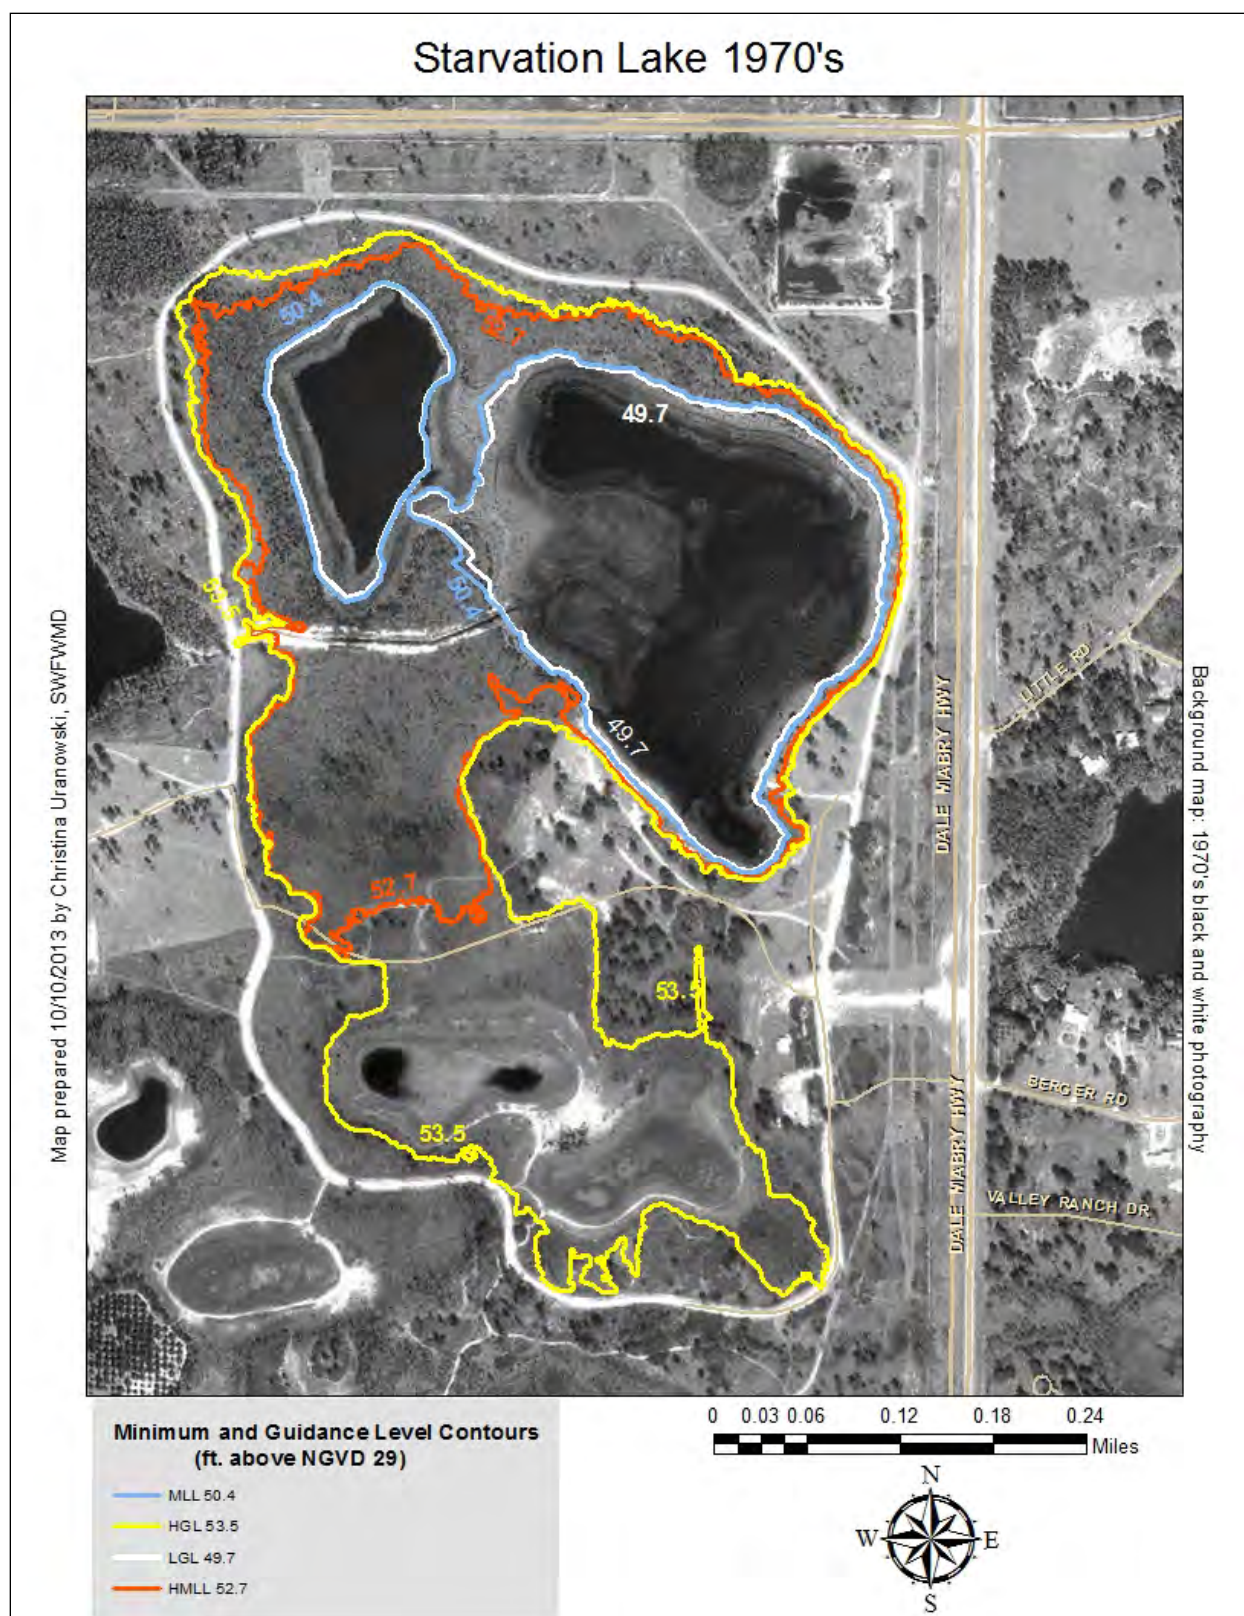 Starvation Lake 1970's
50.4
52.7
49.7
53.5
50.4
49.7
LITTLE RD
DALE MABRY HWY
52.7
53.5
53.5
BERGER RD
DALE MABRY HWY
VALLEY RANCH DR
Map prepared 10/10/2013 by Christina Uranowski, SWFWMD
Background map: 1970's black and white photography
Minimum and Guidance Level Contours
(ft. above NGVD 29)
MLL 50.4
HGL 53.5
LGL 49.7
HMLL 52.7
0 0.03 0.06 0.12 0.18 0.24
Miles
N
W E
S